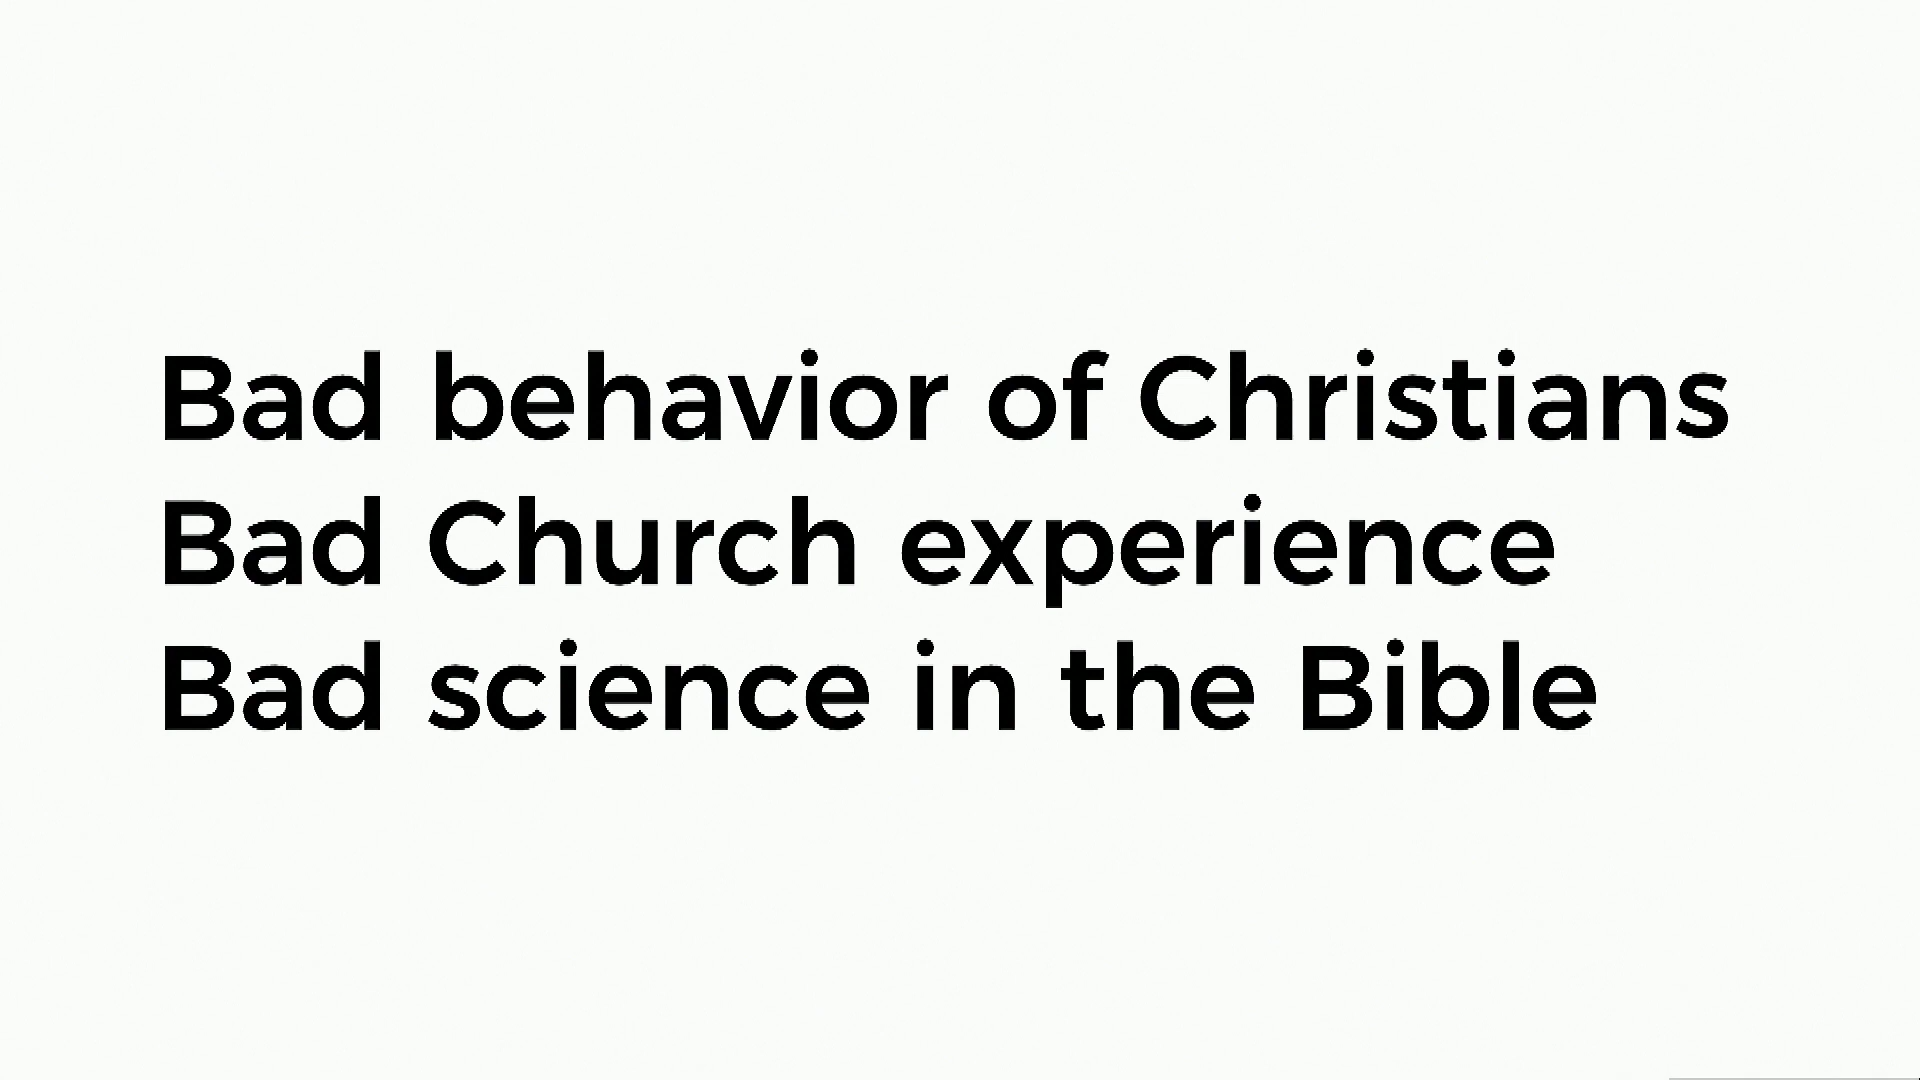 Bad behavior of Christians
Bad Church experience
Bad science in the Bible